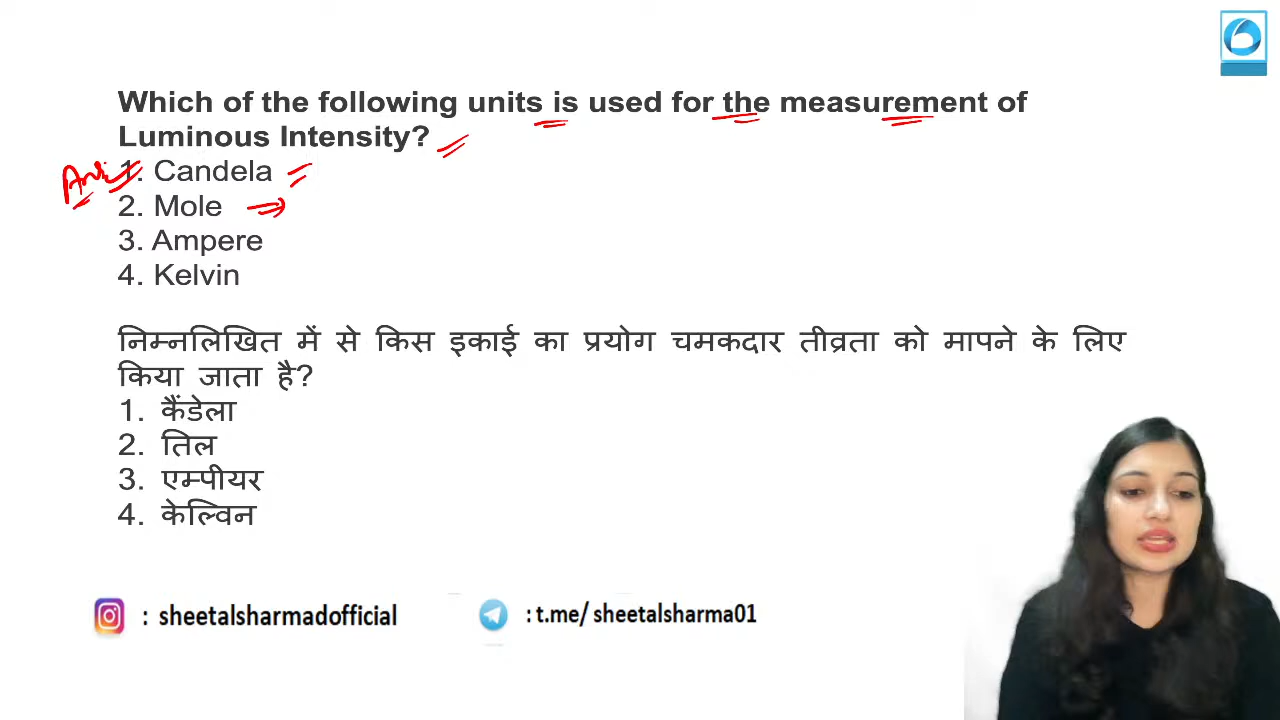 Which of the following units is used for the measurement of
Luminous Intensity?
Ans. 1. Candela
2. Mole
3. Ampere
4. Kelvin
निम्नलिखित में से किस इकाई का प्रयोग चमकदार तीव्रता को मापने के लिए
किया जाता है?
1. कैंडेला
2. तिल
3. एम्पीयर
4. केल्विन
: sheetalsharmadofficial
: t.me/ sheetalsharma01